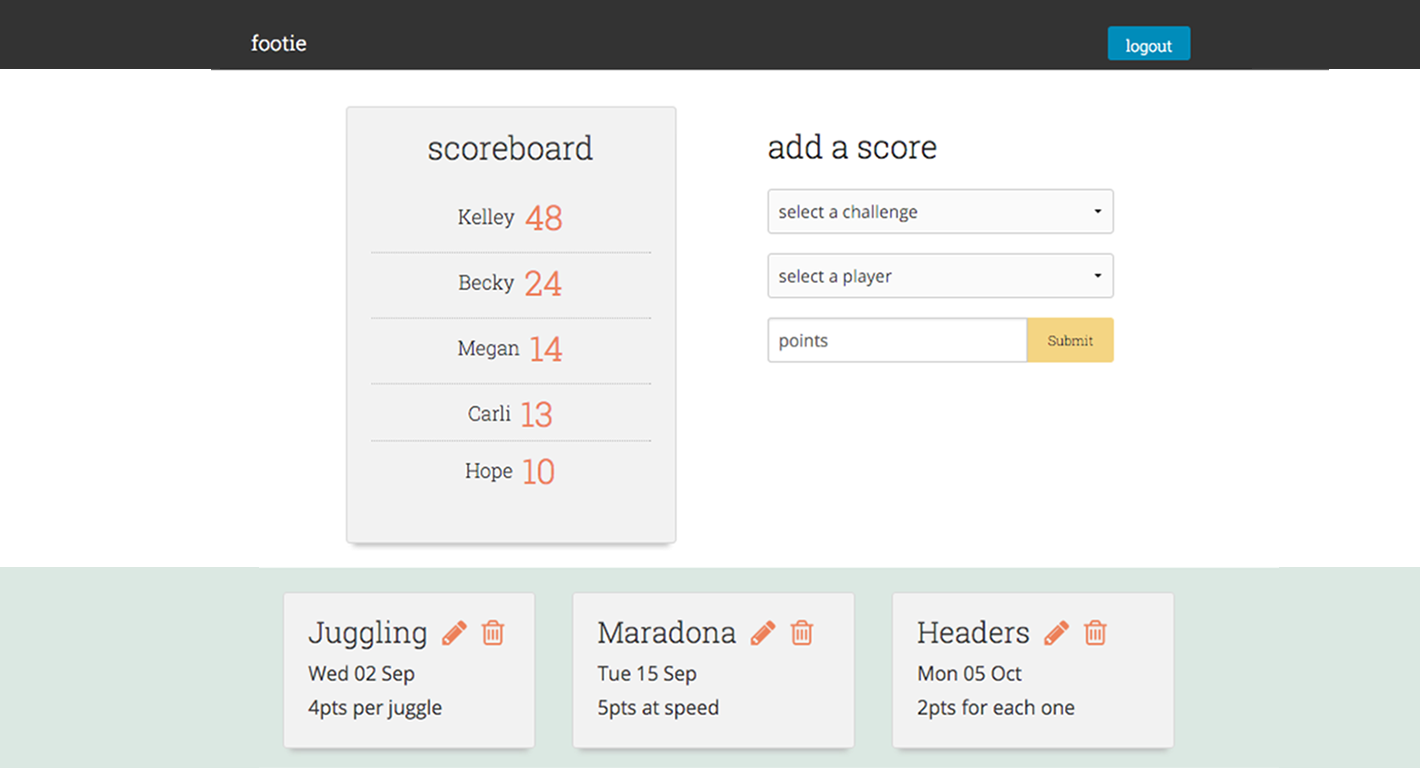 footie
logout
scoreboard
Kelley 48
Becky 24
Megan 14
Carli 13
Hope 10
add a score
select a challenge
select a player
points
Submit
Juggling
Wed 02 Sep
4pts per juggle
Maradona
Tue 15 Sep
5pts at speed
Headers
Mon 05 Oct
2pts for each one